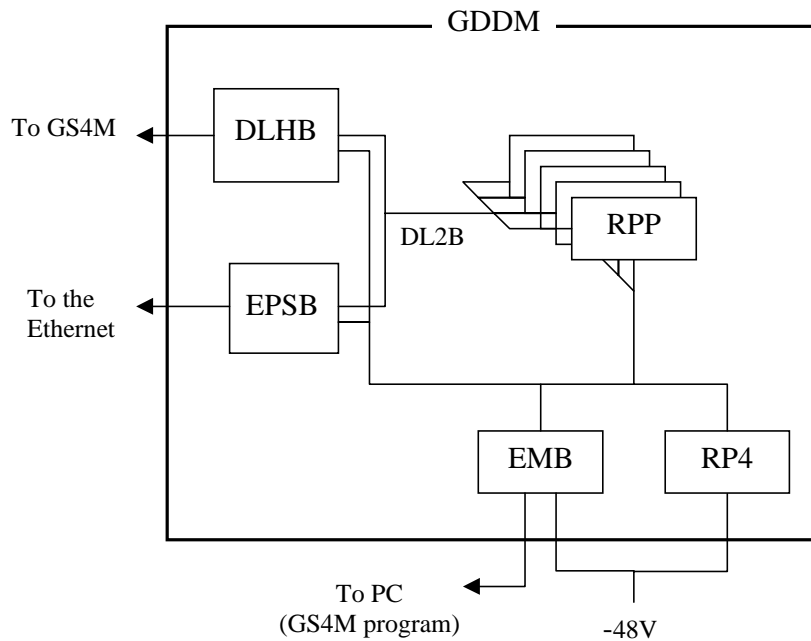 GDDM
To GS4M
DLHB
RPP
DL2B
To the
Ethernet
EPSB
EMB
RP4
To PC
(GS4M program)
-48V